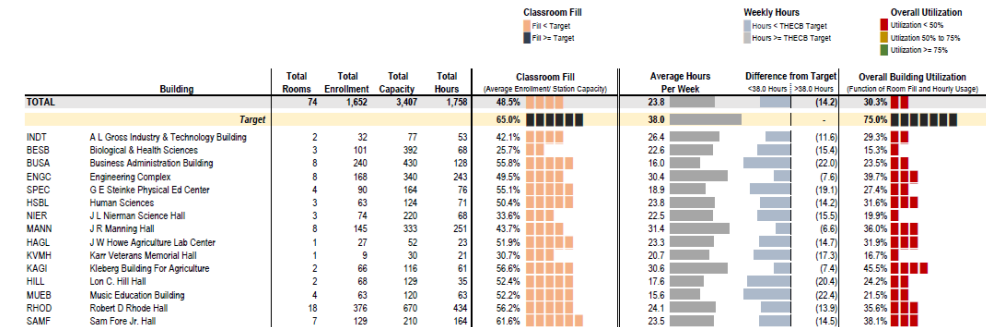 Classroom Fill Weekly Hours Overall Utilization
Fill < Target Hours < THECB Target Utilization < 50%
Fill >= Target Hours >= THECB Target Utilization 50% to 75%
Utilization >= 75%
Total Total Total Total Classroom Fill Average Hours Difference from Target Overall Building Utilization
Building Rooms Enrollment Capacity Hours (Average Enrollment/ Station Capacity) Per Week <38.0 Hours >38.0 Hours (Function of Room Fill and Hourly Usage)
TOTAL 74 1,652 3,407 1,758 48.5% 23.8 (14.2) 30.3%
Target 65.0% 38.0 - 75.0%
INDT A L Gross Industry & Technology Building 2 32 77 53 42.1% 26.4 (11.6) 29.3%
BESB Biological & Health Sciences 3 101 392 68 25.7% 22.6 (15.4) 15.3%
BUSA Business Administration Building 8 240 430 128 55.8% 16.0 (22.0) 23.5%
ENGC Engineering Complex 8 168 340 243 49.5% 30.4 (7.6) 39.7%
SPEC G E Steinke Physical Ed Center 4 90 164 76 55.1% 18.9 (19.1) 27.4%
HSBL Human Sciences 3 63 124 71 50.4% 23.8 (14.2) 31.6%
NIER J L Nierman Science Hall 3 74 220 68 33.6% 22.5 (15.5) 19.9%
MANN J R Manning Hall 8 145 333 251 43.7% 31.4 (6.6) 36.0%
HAGL J W Howe Agriculture Lab Center 1 27 52 23 51.9% 23.3 (14.7) 31.9%
KVMH Karr Veterans Memorial Hall 1 9 30 21 30.7% 20.7 (17.3) 16.7%
KAGI Kleberg Building For Agriculture 2 66 116 61 56.6% 30.6 (7.4) 45.5%
HILL Lon C. Hill Hall 2 68 129 35 52.4% 17.6 (20.4) 24.2%
MUEB Music Education Building 4 63 120 63 52.2% 15.6 (22.4) 21.5%
RHOD Robert D Rhode Hall 18 376 670 434 56.2% 24.1 (13.9) 35.6%
SAMF Sam Fore Jr. Hall 7 129 210 164 61.6% 23.5 (14.5) 38.1%